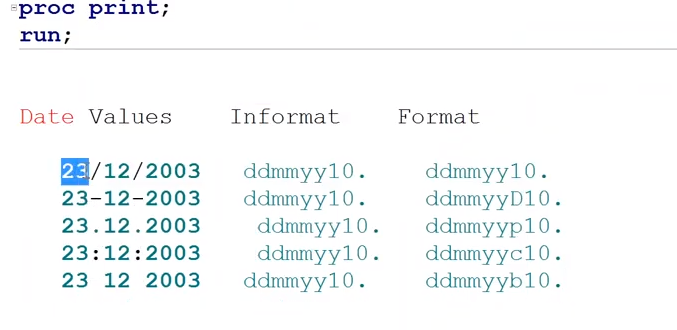 proc print;
run;
Date Values Informat Format
23/12/2003 ddmmyy10. ddmmyy10.
23-12-2003 ddmmyy10. ddmmyyD10.
23.12.2003 ddmmyy10. ddmmyyp10.
23:12:2003 ddmmyy10. ddmmyyc10.
23 12 2003 ddmmyy10. ddmmyyb10.